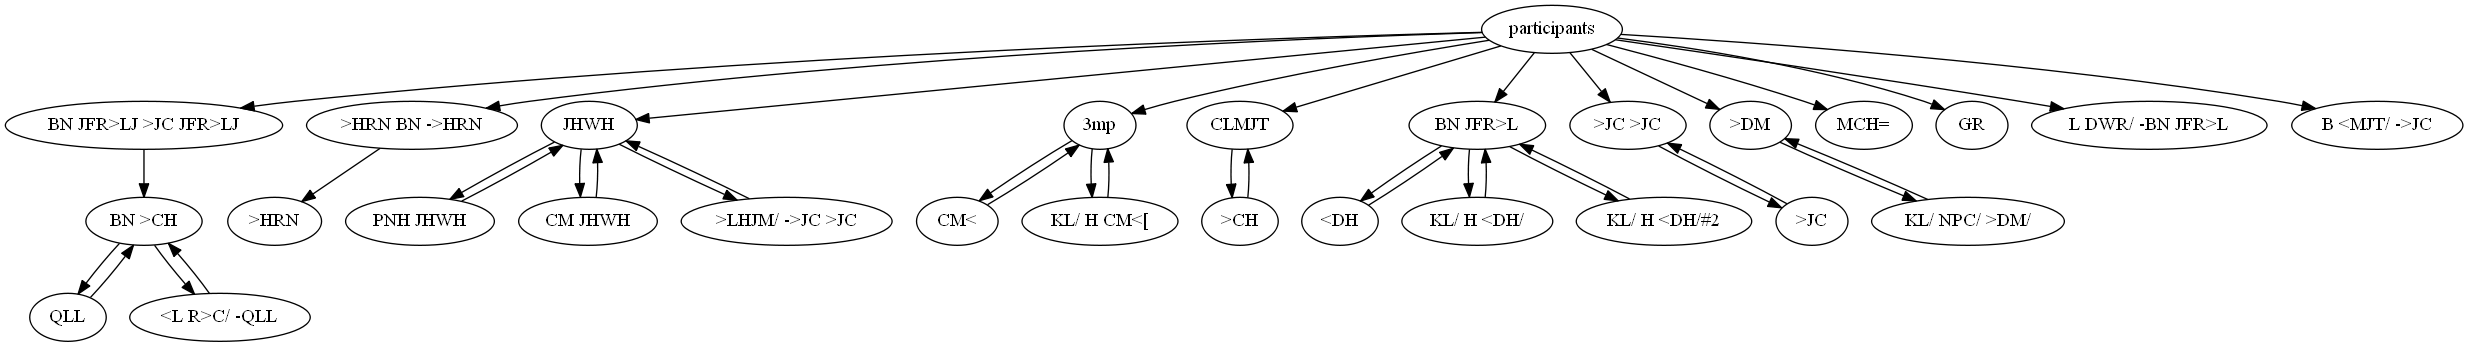 participants
BN JFR>LJ >JC JFR>LJ
>HRN BN ->HRN
JHWH
3mp
CLMJT
BN JFR>L
>JC >JC
>DM
MCH=
GR
L DWR/ -BN JFR>L
B <MJT/ ->JC
BN >CH
>HRN
PNH JHWH
CM JHWH
>LHJM/ ->JC >JC
CM<
KL/ H CM<[
>CH
<DH
KL/ H <DH/
KL/ H <DH/#2
>JC
KL/ NPC/ >DM/
QLL
<L R>C/ -QLL